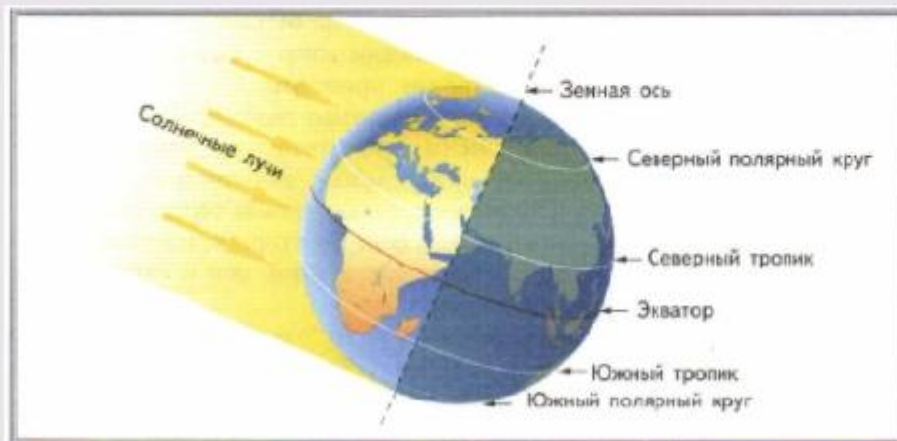 Солнечные лучи
Земная ось
Северный полярный круг
Северный тропик
Экватор
Южный тропик
Южный полярный круг